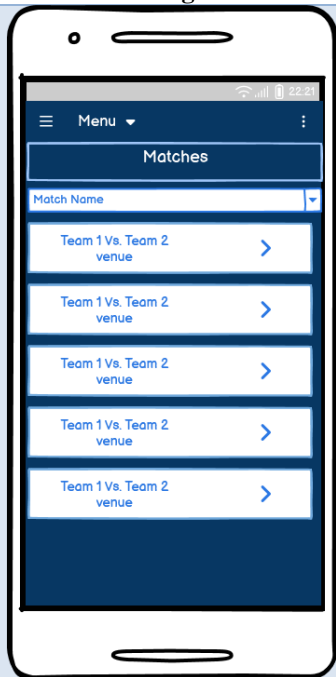 22:21
Menu
Matches
Match Name
Team 1 Vs. Team 2
venue
Team 1 Vs. Team 2
venue
Team 1 Vs. Team 2
venue
Team 1 Vs. Team 2
venue
Team 1 Vs. Team 2
venue